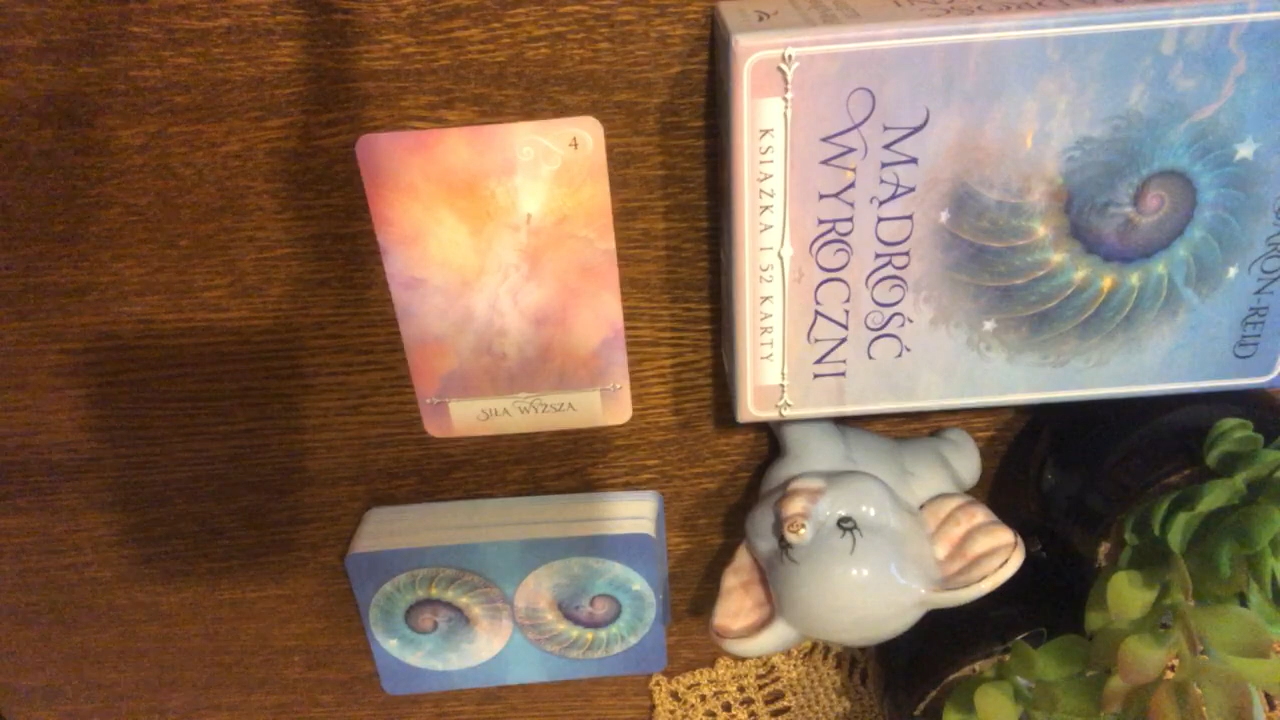 MĄDROŚĆ
WYROCZNI
KSIĄŻKA I 52 KARTY
4
SIŁA WYŻSZA